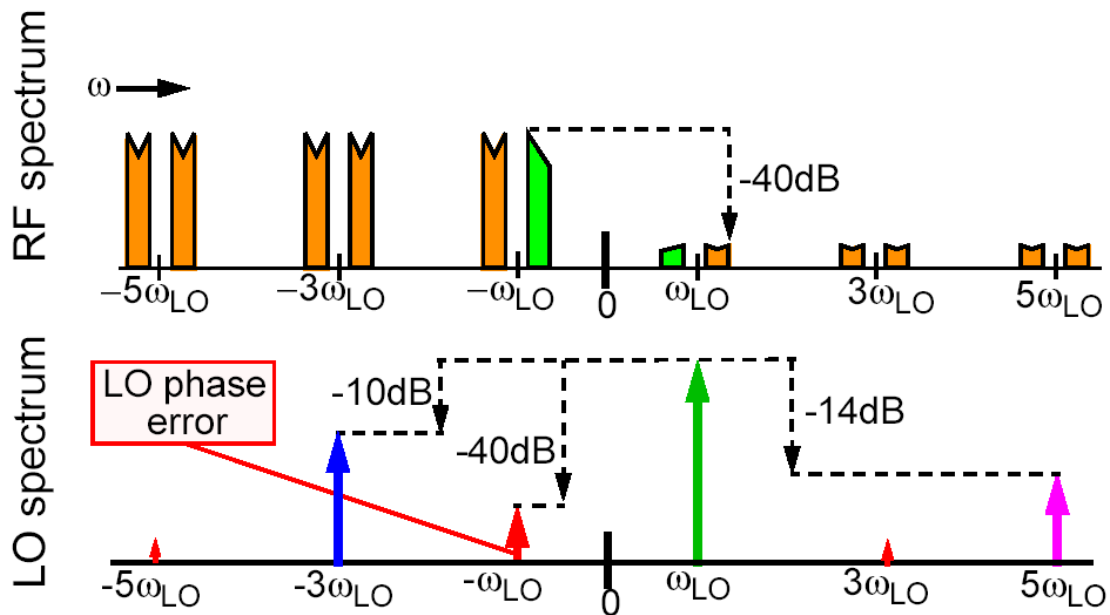 RF spectrum
ω
-40dB
−5ωLO
−3ωLO
−ωLO
0
ωLO
3ωLO
5ωLO
LO spectrum
LO phase
error
-10dB
-40dB
-14dB
-5ωLO
-3ωLO
-ωLO
0
ωLO
3ωLO
5ωLO